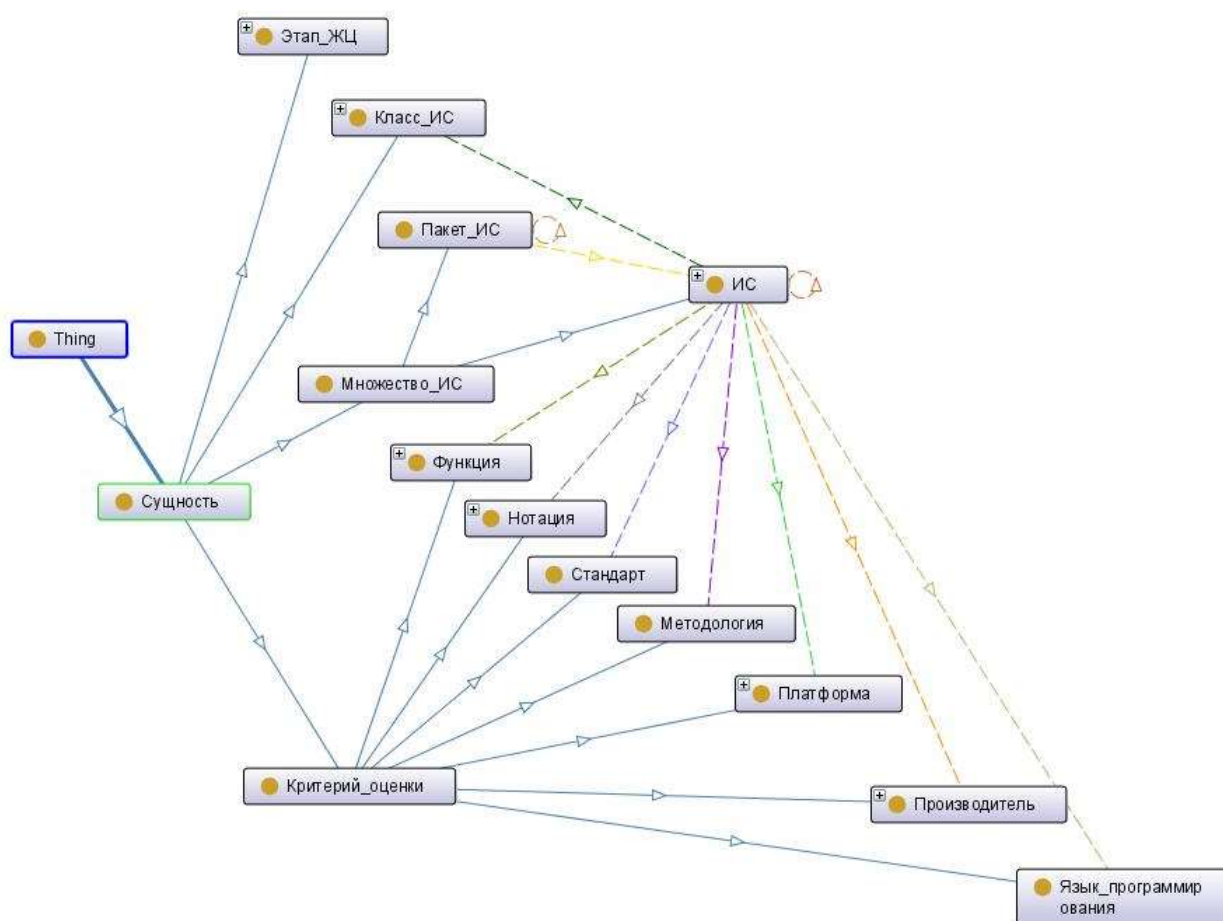 Этап_ЖЦ
Класс_ИС
Пакет_ИС
ИС
Thing
Множество_ИС
Функция
Сущность
Нотация
Стандарт
Методология
Платформа
Критерий_оценки
Производитель
Язык_программир
ования